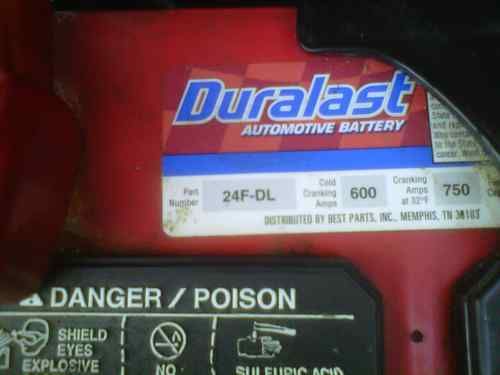 Duralast
AUTOMOTIVE BATTERY
Part Number
24F-DL
Cold Cranking Amps
600
Cranking Amps at 32°F
750
DISTRIBUTED BY BEST PARTS, INC., MEMPHIS, TN 38103
DANGER / POISON
SHIELD
EYES
EXPLOSIVE
NO
SULFURIC ACID